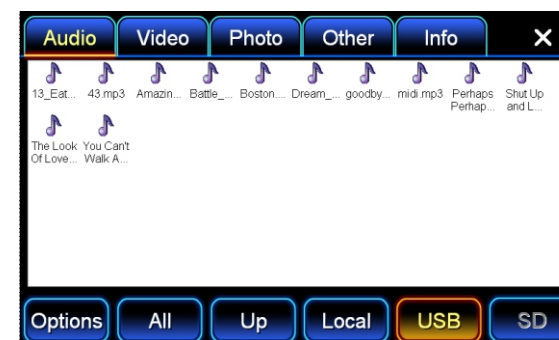 Audio Video Photo Other Info X
13_Eat... 43.mp3 Amazin... Battle_... Boston.... Dream_... goodby... midi.mp3 Perhaps Shut Up
Perhap... and L...
The Look You Can't
Of Love... Walk A...
Options All Up Local USB SD